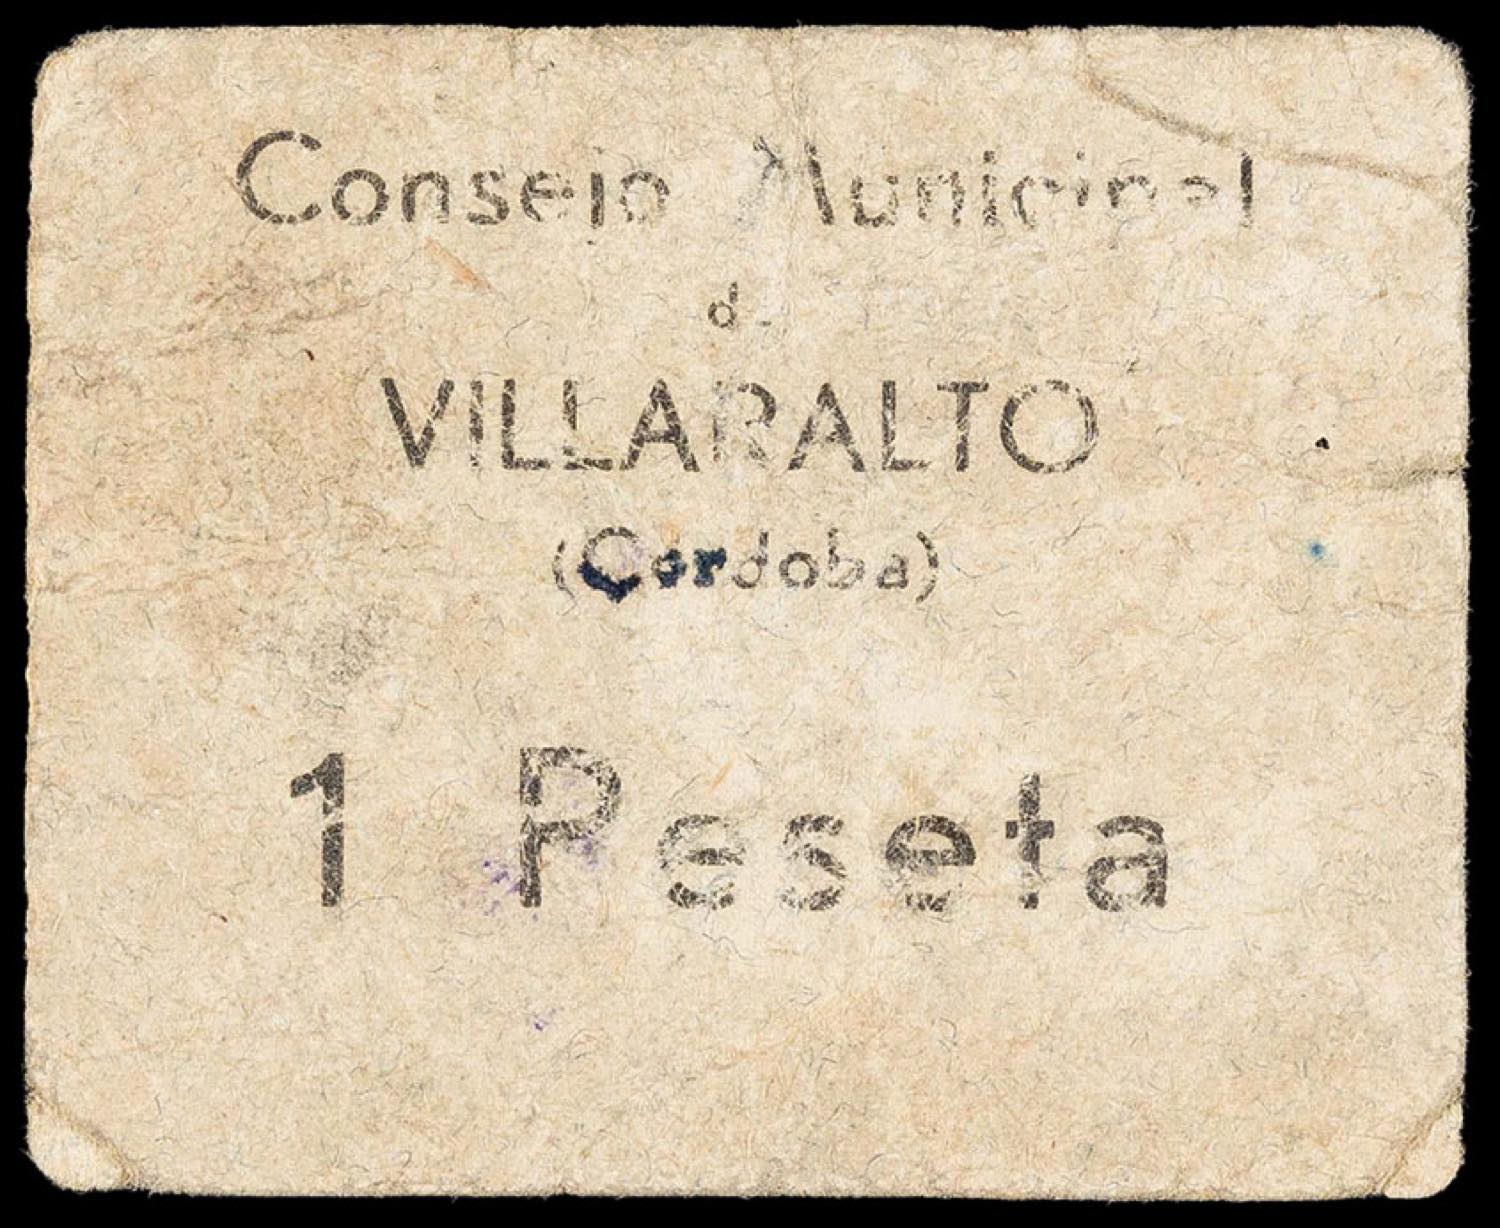 Consejo Municipal
de
VILLARALTO
(Cordoba)
1 Peseta